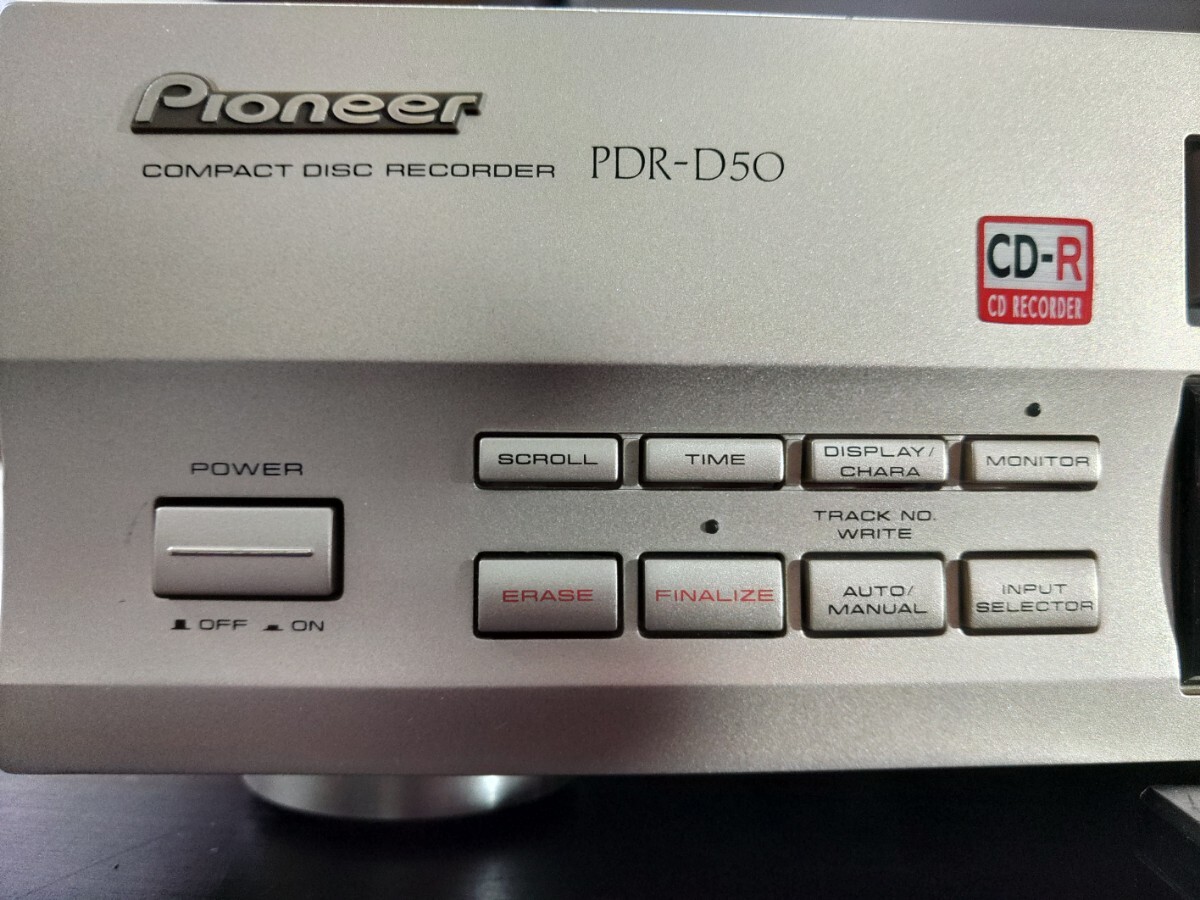 Pioneer
COMPACT DISC RECORDER PDR-D50
CD-R
CD RECORDER
POWER
OFF ON
SCROLL
TIME
DISPLAY/
CHARA
MONITOR
TRACK NO.
WRITE
ERASE
FINALIZE
AUTO/
MANUAL
INPUT
SELECTOR